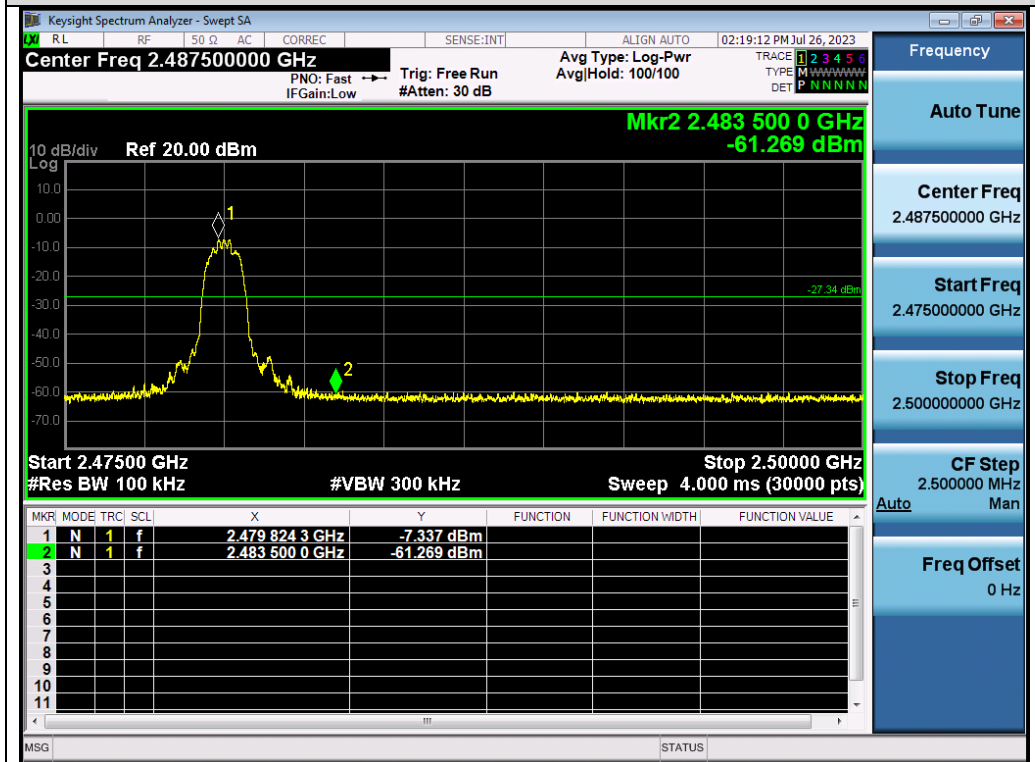 Keysight Spectrum Analyzer - Swept SA
LXI RL RF 50 Ω AC CORREC SENSE:INT ALIGN AUTO 02:19:12 PM Jul 26, 2023
Center Freq 2.487500000 GHz
PNO: Fast
IFGain:Low
Trig: Free Run
#Atten: 30 dB
Avg Type: Log-Pwr
Avg|Hold: 100/100
TRACE 1 2 3 4 5 6
TYPE M WWWWW
DET P N N N N N
Mkr2 2.483 500 0 GHz
-61.269 dBm
10 dB/div Ref 20.00 dBm
Log
10.0
0.00
-10.0
-20.0
-30.0
-40.0
-50.0
-60.0
-70.0
1
2
-27.34 dBm
Start 2.47500 GHz Stop 2.50000 GHz
#Res BW 100 kHz #VBW 300 kHz Sweep 4.000 ms (30000 pts)
MKR MODE TRC SCL X Y FUNCTION FUNCTION WIDTH FUNCTION VALUE
1 N 1 f 2.479 824 3 GHz -7.337 dBm
2 N 1 f 2.483 500 0 GHz -61.269 dBm
3
4
5
6
7
8
9
10
11
MSG STATUS
Frequency
Auto Tune
Center Freq
2.487500000 GHz
Start Freq
2.475000000 GHz
Stop Freq
2.500000000 GHz
CF Step
2.500000 MHz
Auto Man
Freq Offset
0 Hz